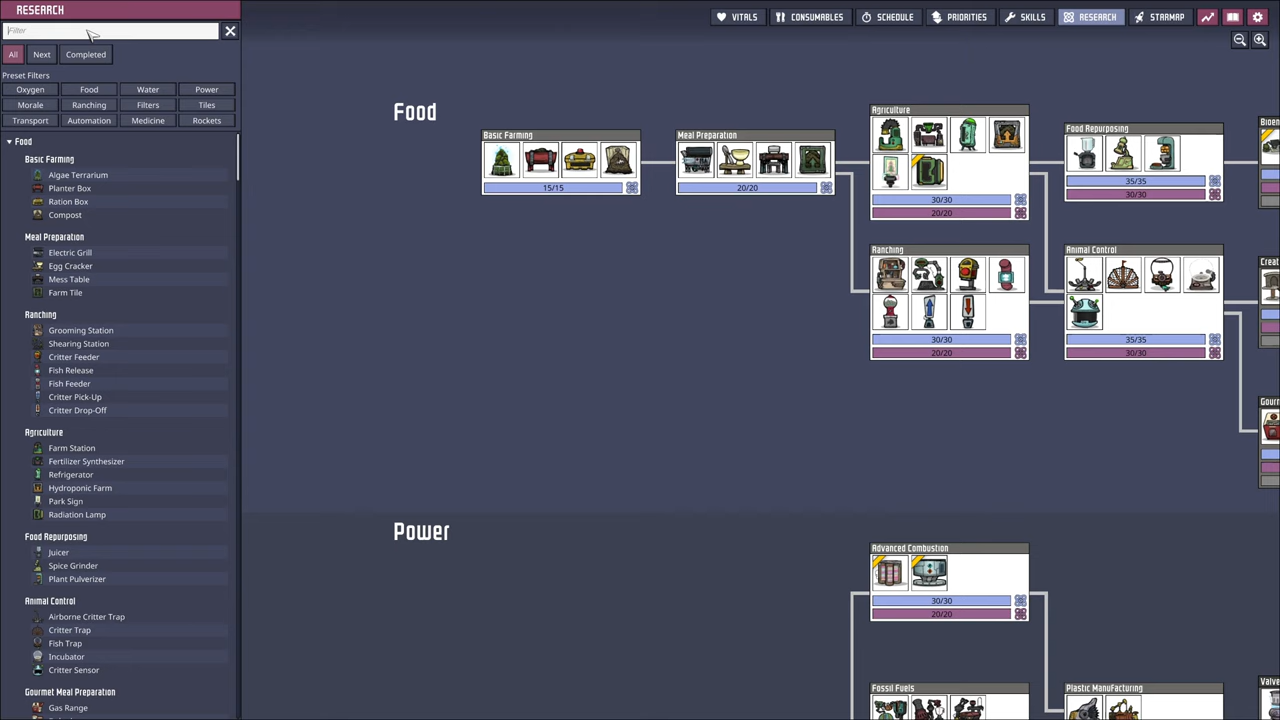 RESEARCH
VITALS
CONSUMABLES
SCHEDULE
PRIORITIES
SKILLS
RESEARCH
STARMAP
Filter
All
Next
Completed
Preset Filters
Oxygen
Food
Water
Power
Morale
Ranching
Filters
Tiles
Transport
Automation
Medicine
Rockets
Food
Basic Farming
Algae Terrarium
Planter Box
Ration Box
Compost
Meal Preparation
Electric Grill
Egg Cracker
Mess Table
Farm Tile
Ranching
Grooming Station
Shearing Station
Critter Feeder
Fish Release
Fish Feeder
Critter Pick-Up
Critter Drop-Off
Agriculture
Farm Station
Fertilizer Synthesizer
Refrigerator
Hydroponic Farm
Park Sign
Radiation Lamp
Food Repurposing
Juicer
Spice Grinder
Plant Pulverizer
Animal Control
Airborne Critter Trap
Critter Trap
Fish Trap
Incubator
Critter Sensor
Gourmet Meal Preparation
Gas Range
Food
Basic Farming
15/15
Meal Preparation
20/20
Agriculture
30/30
20/20
Food Repurposing
35/35
30/30
Ranching
30/30
20/20
Animal Control
35/35
30/30
Power
Advanced Combustion
30/30
20/20
Fossil Fuels
Plastic Manufacturing